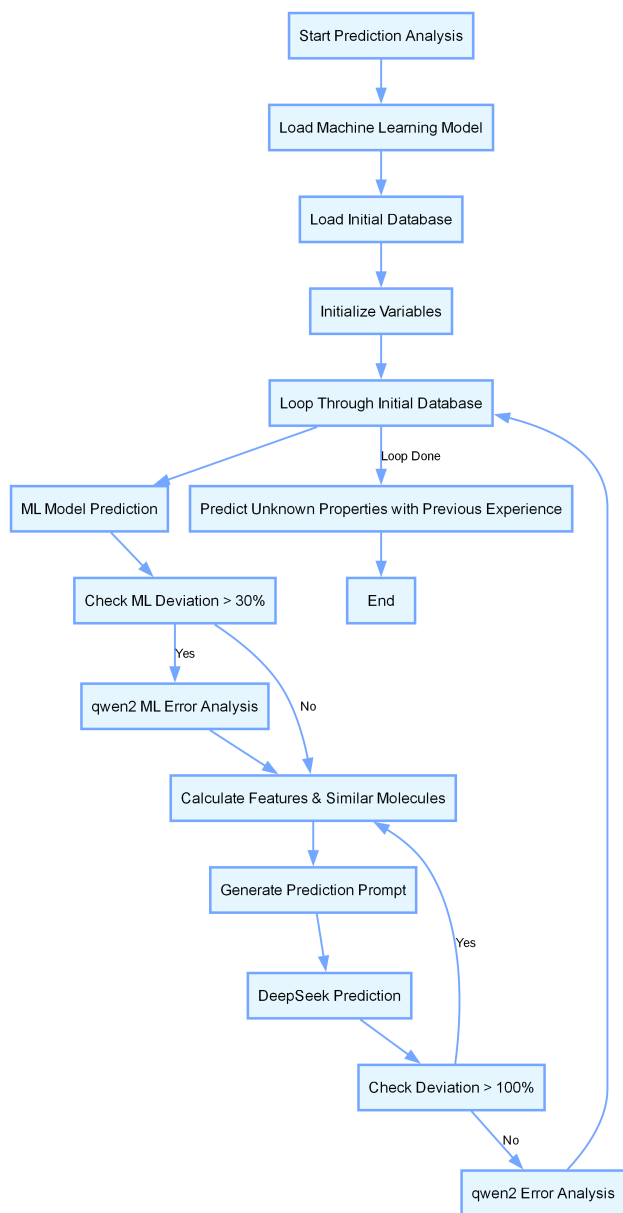 Start Prediction Analysis
Load Machine Learning Model
Load Initial Database
Initialize Variables
Loop Through Initial Database
Loop Done
ML Model Prediction
Predict Unknown Properties with Previous Experience
Check ML Deviation > 30%
End
Yes
qwen2 ML Error Analysis
No
Calculate Features & Similar Molecules
Generate Prediction Prompt
Yes
DeepSeek Prediction
Check Deviation > 100%
No
qwen2 Error Analysis